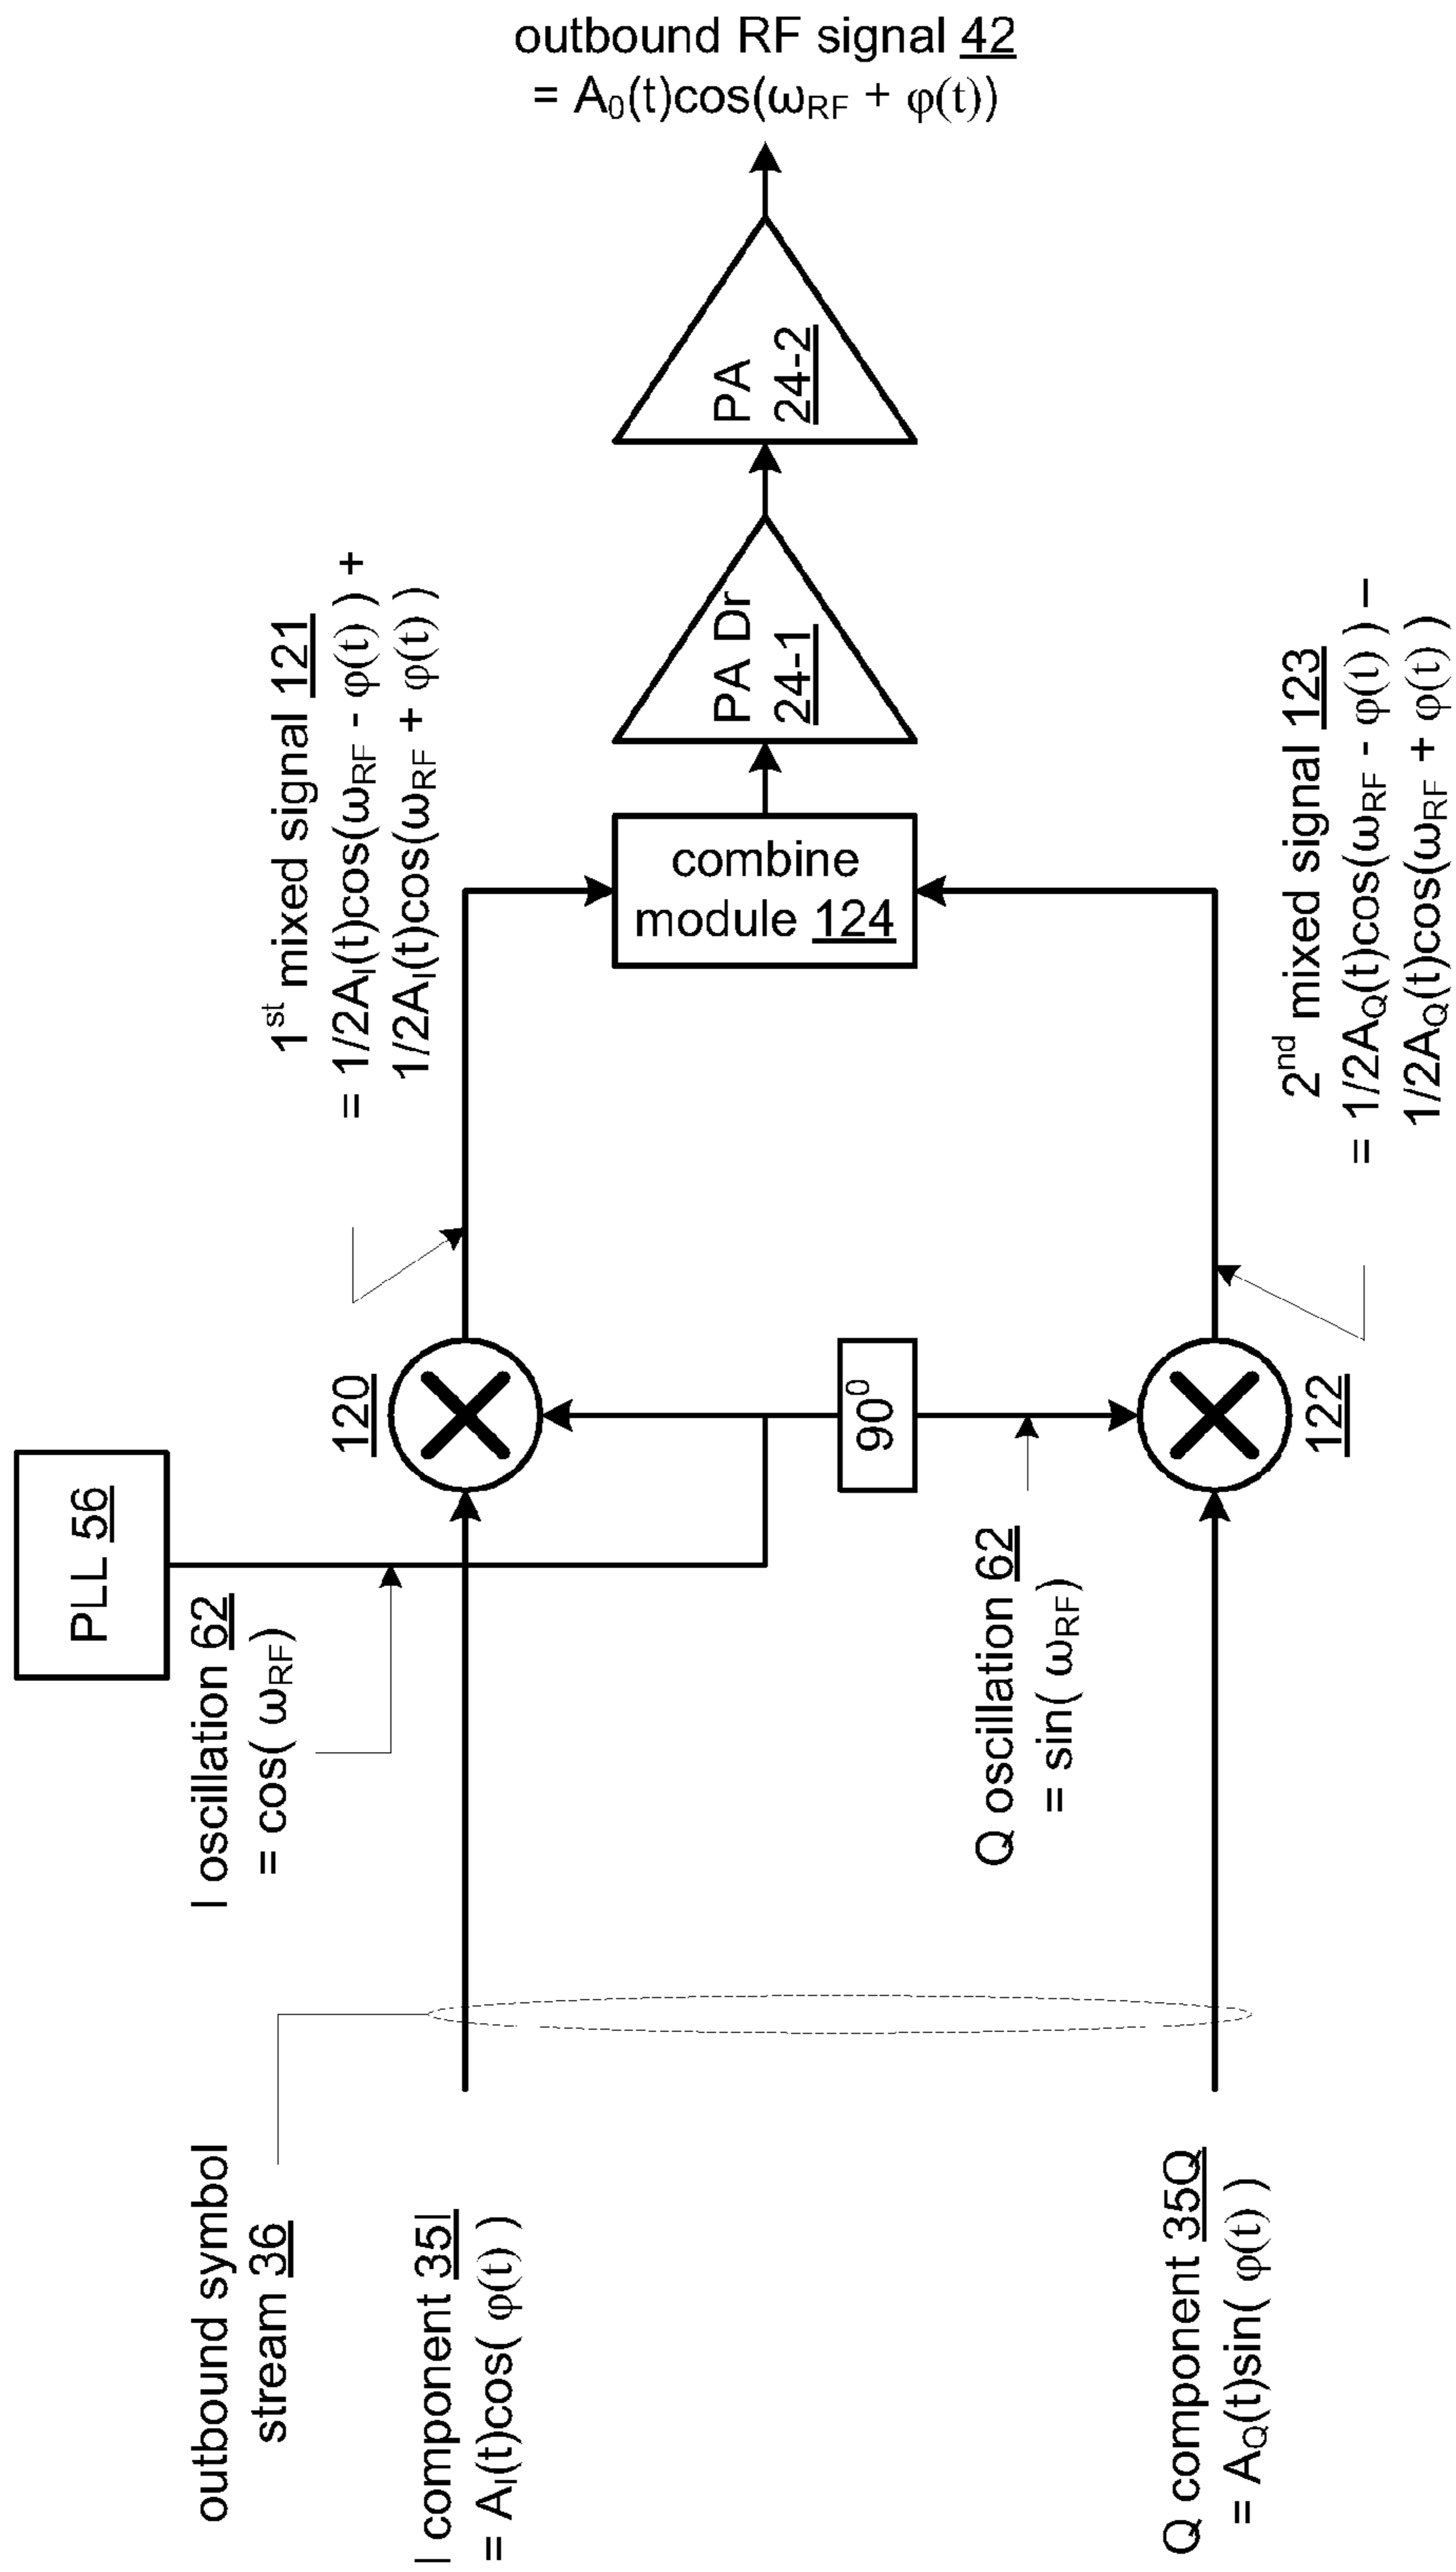 outbound RF signal 42
= A0(t)cos(ωRF + φ(t))
PA
24-2
PA Dr
24-1
1st mixed signal 121
= 1/2AI(t)cos(ωRF - φ(t) ) +
1/2AI(t)cos(ωRF + φ(t) )
combine
module 124
2nd mixed signal 123
= 1/2AQ(t)cos(ωRF - φ(t) ) –
1/2AQ(t)cos(ωRF + φ(t) )
120
90⁰
122
PLL 56
I oscillation 62
= cos( ωRF)
Q oscillation 62
= sin( ωRF)
outbound symbol
stream 36
I component 35I
= AI(t)cos( φ(t) )
Q component 35Q
= AQ(t)sin( φ(t) )